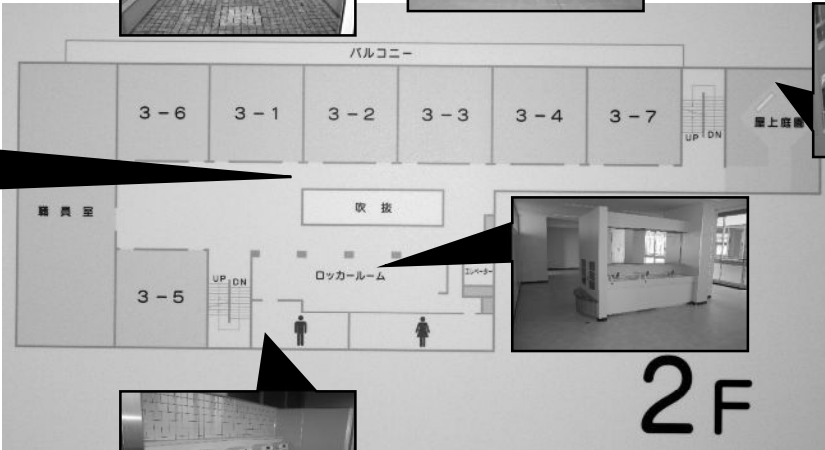 バルコニー
3-6
3-1
3-2
3-3
3-4
3-7
UP DN
屋上庭園
職員室
吹抜
3-5
UP DN
ロッカールーム
エレベーター
2F